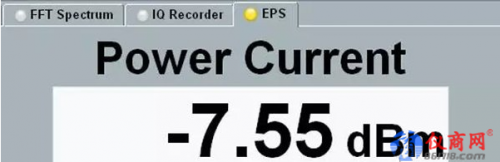 FFT Spectrum IQ Recorder EPS
Power Current
-7.55 dBm
仪商网